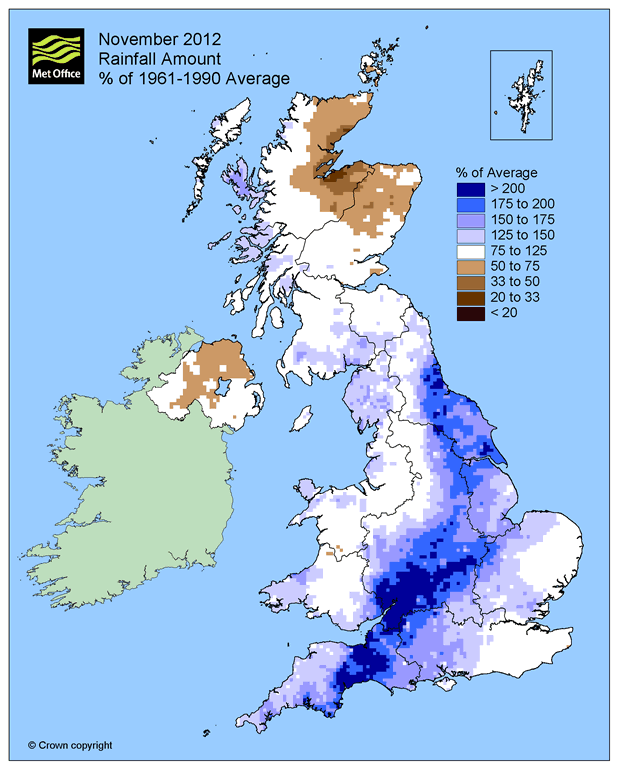 November 2012
Rainfall Amount
% of 1961-1990 Average
Met Office
% of Average
> 200
175 to 200
150 to 175
125 to 150
75 to 125
50 to 75
33 to 50
20 to 33
< 20
© Crown copyright